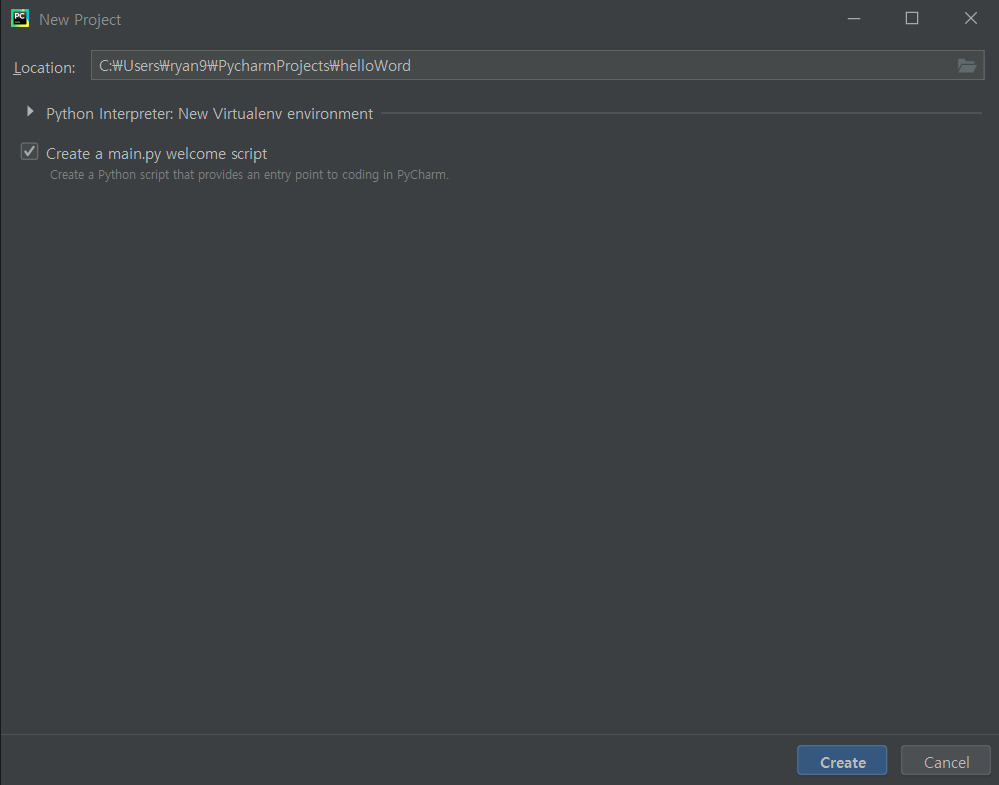 PC New Project
Location: C:₩Users₩ryan9₩PycharmProjects₩helloWord
Python Interpreter: New Virtualenv environment
Create a main.py welcome script
Create a Python script that provides an entry point to coding in PyCharm.
Create Cancel